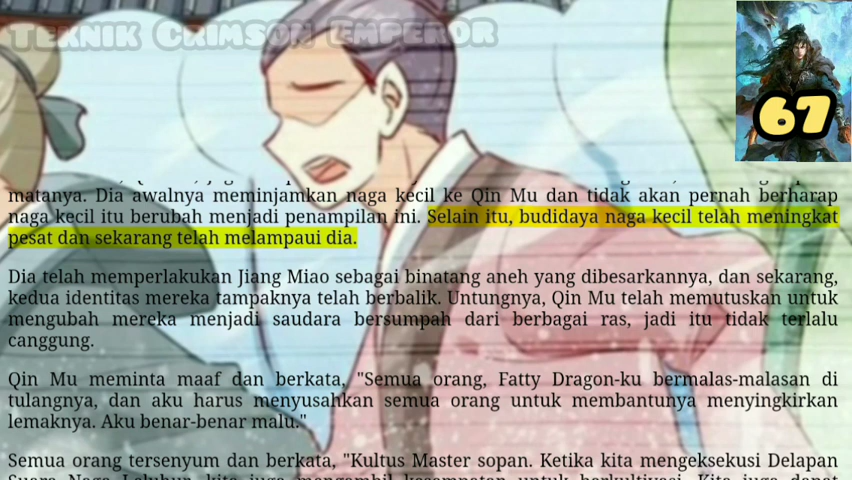 Teknik Crimson Emperor
67
matanya. Dia awalnya meminjamkan naga kecil ke Qin Mu dan tidak akan pernah berharap
naga kecil itu berubah menjadi penampilan ini. Selain itu, budidaya naga kecil telah meningkat
pesat dan sekarang telah melampaui dia.
Dia telah memperlakukan Jiang Miao sebagai binatang aneh yang dibesarkannya, dan sekarang,
kedua identitas mereka tampaknya telah berbalik. Untungnya, Qin Mu telah memutuskan untuk
mengubah mereka menjadi saudara bersumpah dari berbagai ras, jadi itu tidak terlalu
canggung.
Qin Mu meminta maaf dan berkata, "Semua orang, Fatty Dragon-ku bermalas-malasan di
tulangnya, dan aku harus menyusahkan semua orang untuk membantunya menyingkirkan
lemaknya. Aku benar-benar malu."
Semua orang tersenyum dan berkata, "Kultus Master sopan. Ketika kita mengeksekusi Delapan